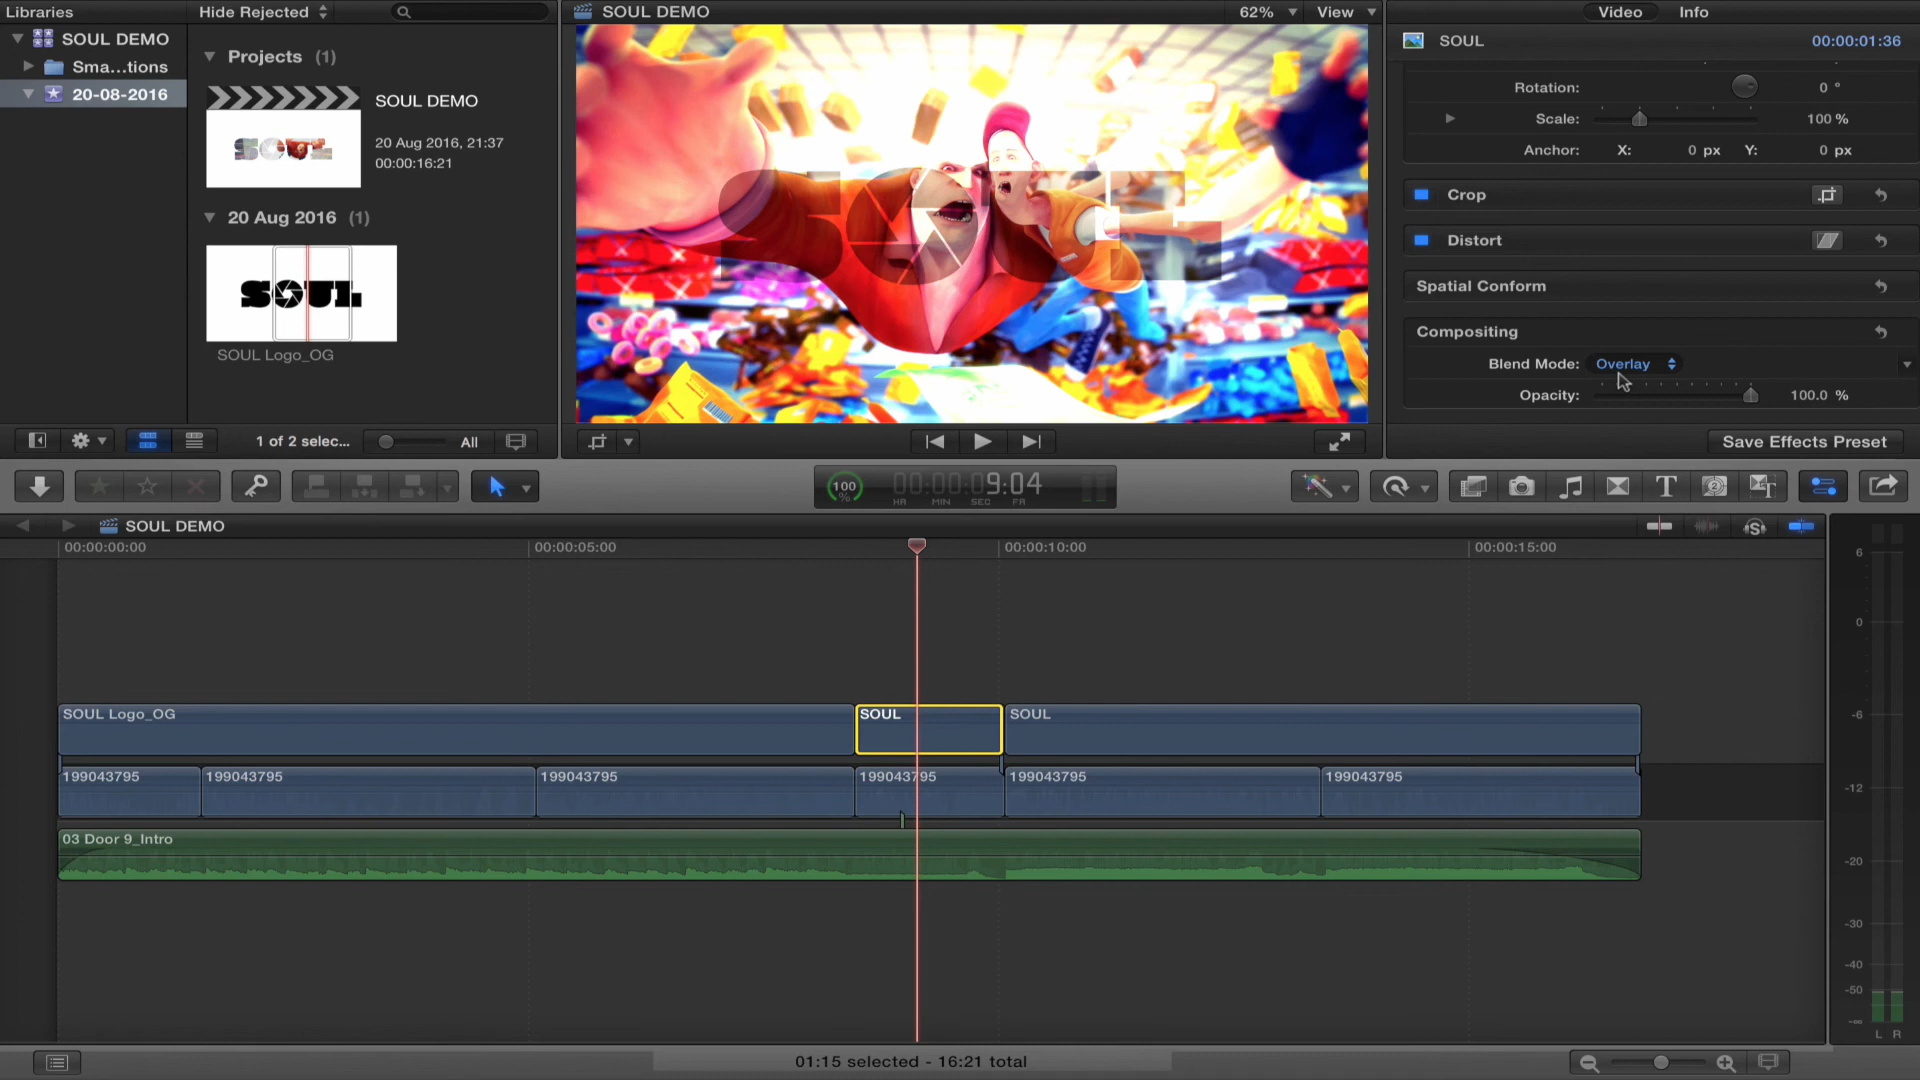 Libraries
Hide Rejected
SOUL DEMO
62%
View
Video
Info
SOUL DEMO
Sma...tions
20-08-2016
Projects (1)
SOUL DEMO
20 Aug 2016, 21:37
00:00:16:21
SOUL
20 Aug 2016 (1)
SOUL
SOUL Logo_OG
SOUL
SOUL
00:00:01:36
Rotation:
0 °
Scale:
100 %
Anchor:
X:
0 px
Y:
0 px
Crop
Distort
Spatial Conform
Compositing
Blend Mode:
Overlay
Opacity:
100.0 %
1 of 2 selec...
All
Save Effects Preset
100 %
00:00:09:04
HR MIN SEC FR
SOUL DEMO
00:00:00:00
00:00:05:00
00:00:10:00
00:00:15:00
SOUL Logo_OG
SOUL
SOUL
199043795
199043795
199043795
199043795
199043795
199043795
03 Door 9_Intro
6
0
-6
-12
-20
-30
-40
-50
-∞
L R
01:15 selected - 16:21 total